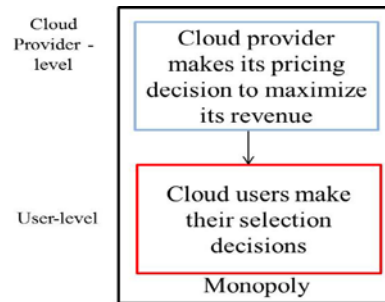 Cloud
Provider -
level
Cloud provider
makes its pricing
decision to maximize
its revenue
User-level
Cloud users make
their selection
decisions
Monopoly